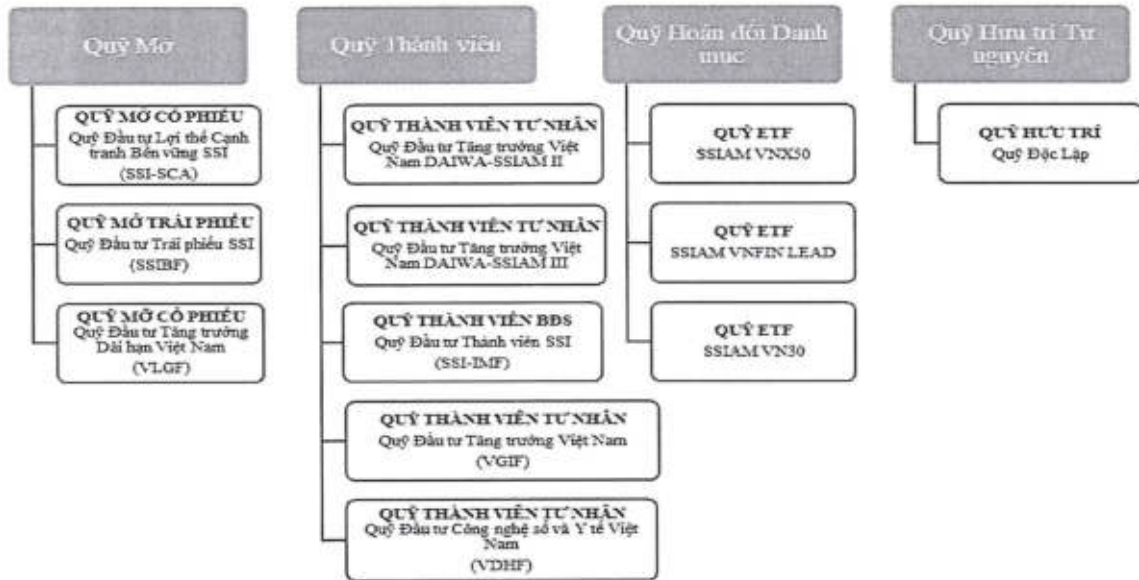 Quỹ Mở
QUỸ MỞ CỔ PHIẾU
Quỹ Đầu tư Lợi thế Cạnh
tranh Bền vững SSI
(SSI-SCA)
QUỸ MỞ TRÁI PHIẾU
Quỹ Đầu tư Trái phiếu SSI
(SSIBF)
QUỸ MỞ CỔ PHIẾU
Quỹ Đầu tư Tăng trưởng
Dài hạn Việt Nam
(VLGF)
Quỹ Thành viên
QUỸ THÀNH VIÊN TƯ NHÂN
Quỹ Đầu tư Tăng trưởng Việt
Nam DAIWA-SSIAM II
QUỸ THÀNH VIÊN TƯ NHÂN
Quỹ Đầu tư Tăng trưởng Việt
Nam DAIWA-SSIAM III
QUỸ THÀNH VIÊN BĐS
Quỹ Đầu tư Thành viên SSI
(SSI-IMF)
QUỸ THÀNH VIÊN TƯ NHÂN
Quỹ Đầu tư Tăng trưởng Việt Nam
(VGIF)
QUỸ THÀNH VIÊN TƯ NHÂN
Quỹ Đầu tư Công nghệ số và Y tế Việt
Nam
(VDHF)
Quỹ Hoán đổi Danh
mục
QUỸ ETF
SSIAM VNX50
QUỸ ETF
SSIAM VNFIN LEAD
QUỸ ETF
SSIAM VN30
Quỹ Hưu trí Tự
nguyện
QUỸ HƯU TRÍ
Quỹ Độc Lập